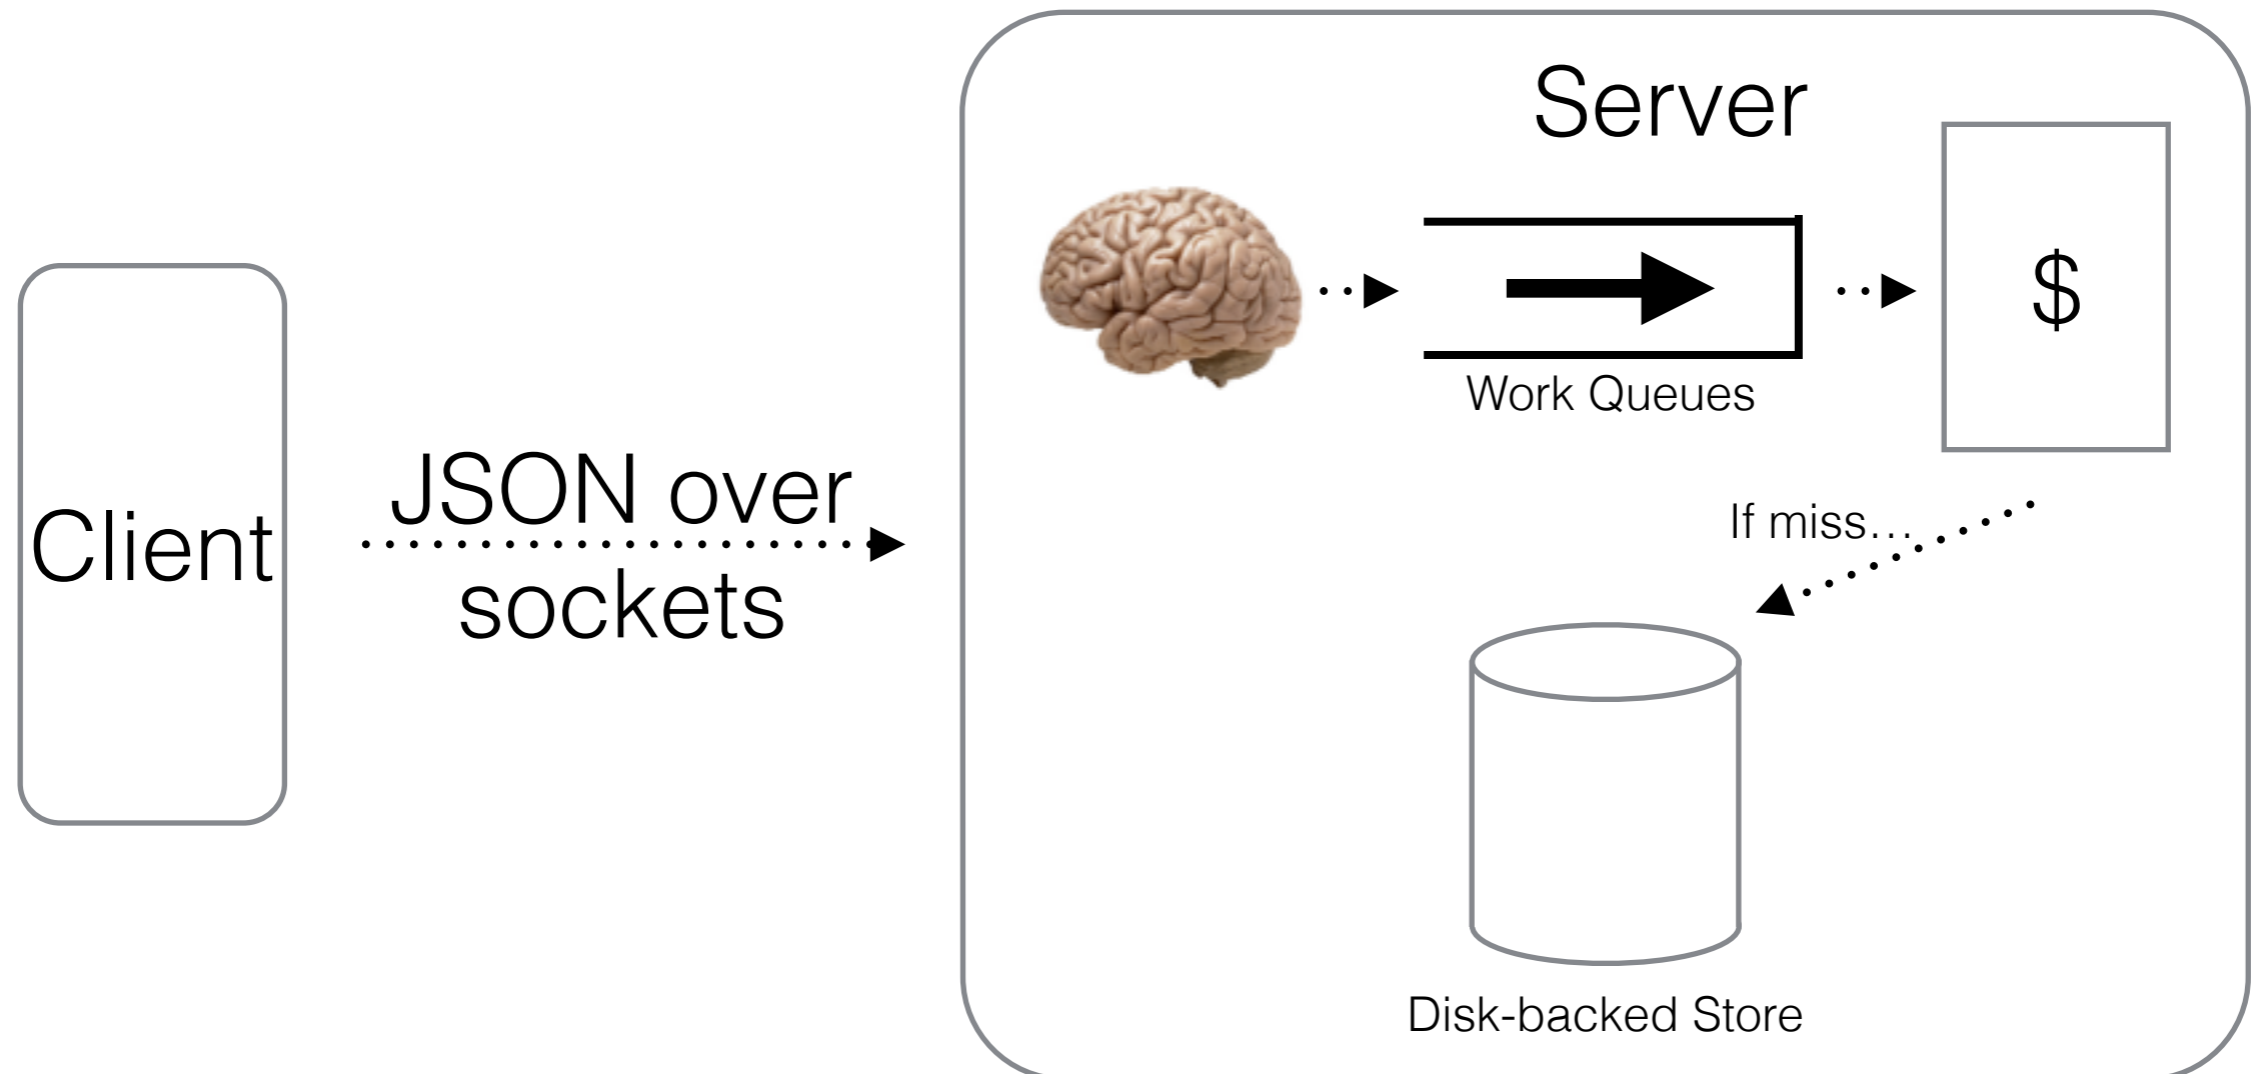 Client
JSON over
sockets
Server
Work Queues
$
If miss…
Disk-backed Store